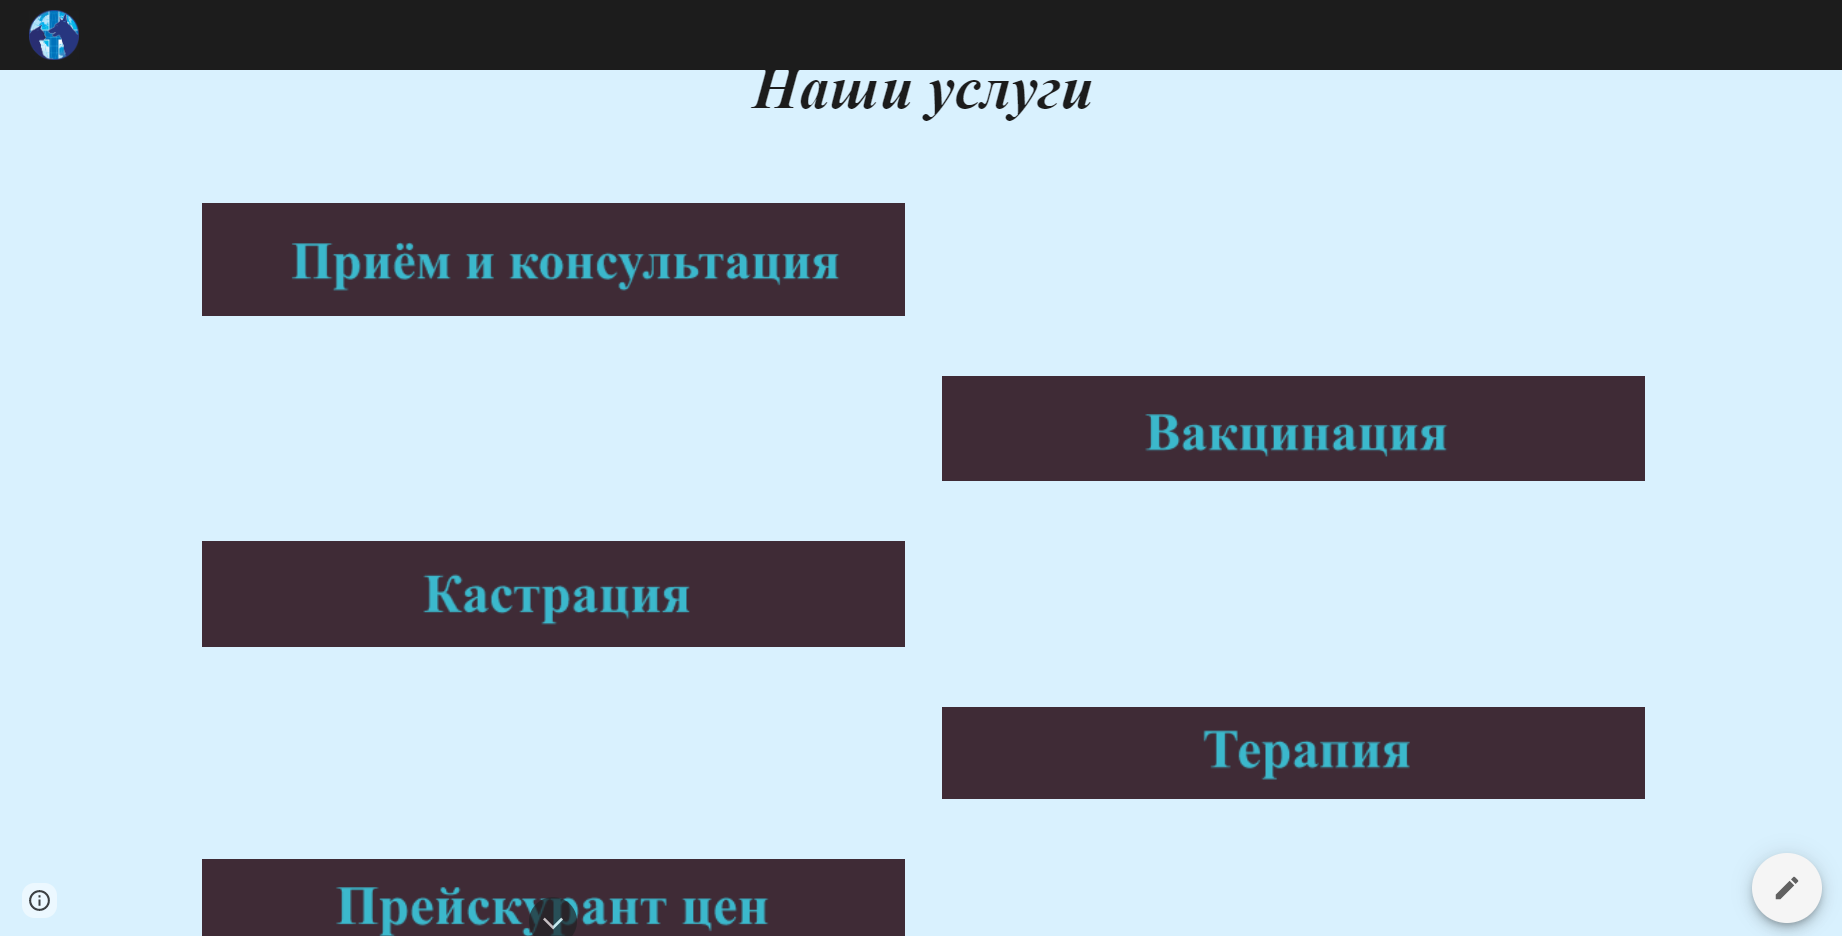 Наши услуги
Приём и консультация
Вакцинация
Кастрация
Терапия
Прейскурант цен